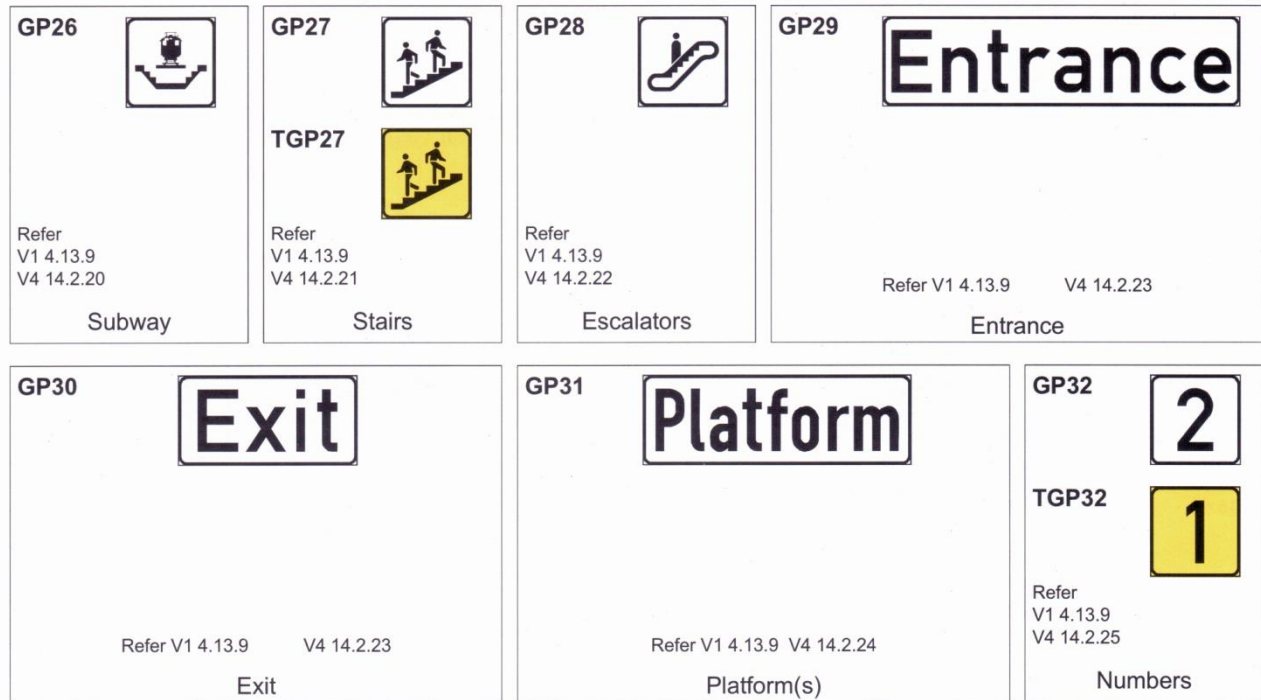 GP26
Refer
V1 4.13.9
V4 14.2.20
Subway
GP27
TGP27
Refer
V1 4.13.9
V4 14.2.21
Stairs
GP28
Refer
V1 4.13.9
V4 14.2.22
Escalators
GP29
Entrance
Refer V1 4.13.9 V4 14.2.23
Entrance
GP30
Exit
Refer V1 4.13.9 V4 14.2.23
Exit
GP31
Platform
Refer V1 4.13.9 V4 14.2.24
Platform(s)
GP32
2
TGP32
1
Refer
V1 4.13.9
V4 14.2.25
Numbers